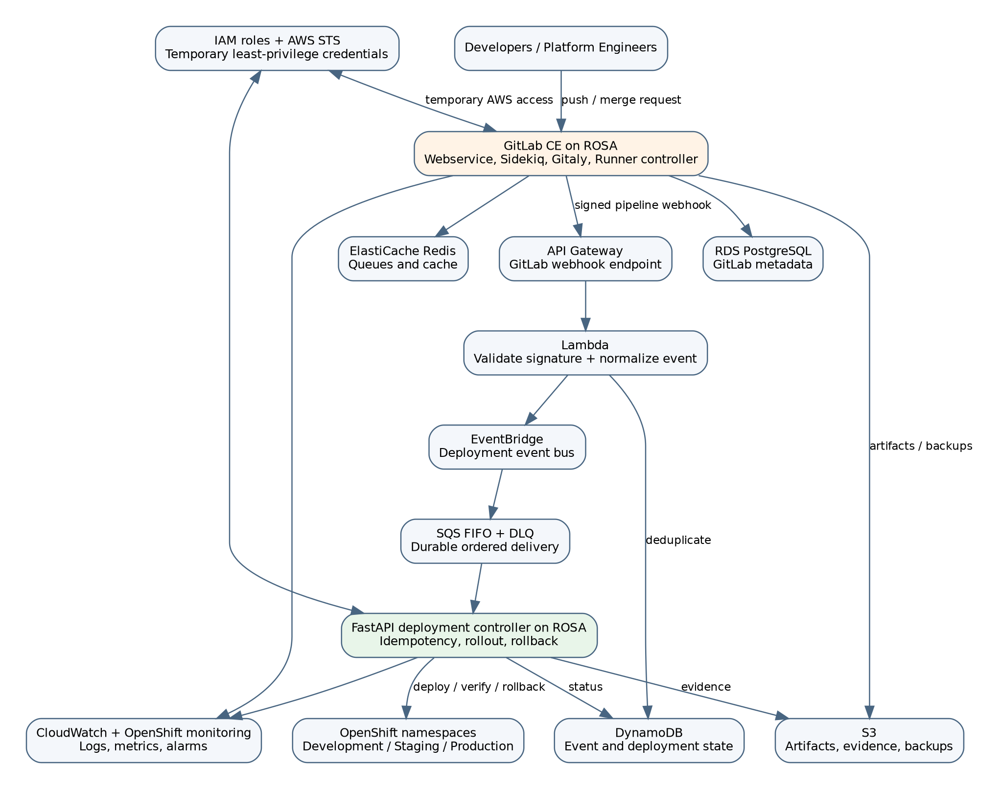 IAM roles + AWS STS
Temporary least-privilege credentials
Developers / Platform Engineers
temporary AWS access
push / merge request
GitLab CE on ROSA
Webservice, Sidekiq, Gitaly, Runner controller
signed pipeline webhook
ElastiCache Redis
Queues and cache
API Gateway
GitLab webhook endpoint
RDS PostgreSQL
GitLab metadata
Lambda
Validate signature + normalize event
EventBridge
Deployment event bus
artifacts / backups
SQS FIFO + DLQ
Durable ordered delivery
deduplicate
FastAPI deployment controller on ROSA
Idempotency, rollout, rollback
deploy / verify / rollback
status
evidence
CloudWatch + OpenShift monitoring
Logs, metrics, alarms
OpenShift namespaces
Development / Staging / Production
DynamoDB
Event and deployment state
S3
Artifacts, evidence, backups